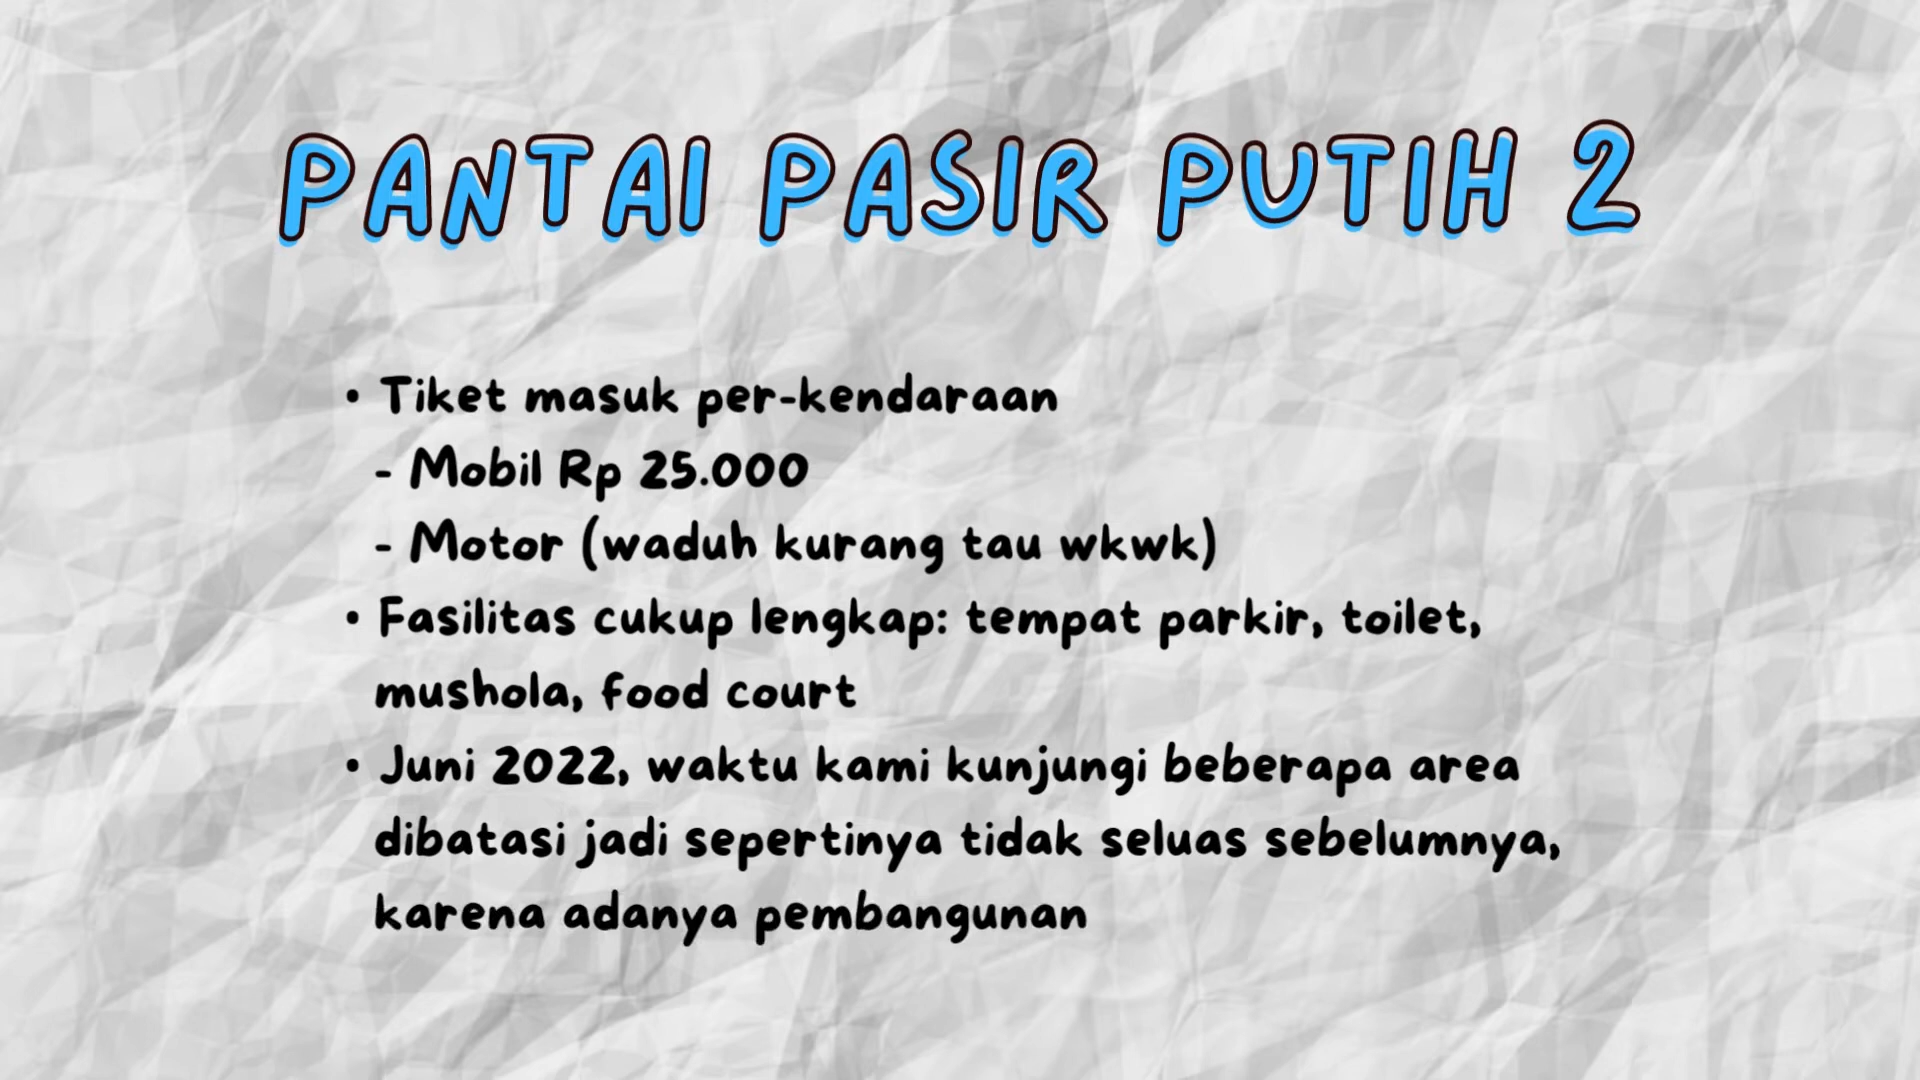 PANTAI PASIR PUTIH 2
• Tiket masuk per-kendaraan
- Mobil Rp 25.000
- Motor (waduh kurang tau wkwk)
• Fasilitas cukup lengkap: tempat parkir, toilet,
mushola, food court
• Juni 2022, waktu kami kunjungi beberapa area
dibatasi jadi sepertinya tidak seluas sebelumnya,
karena adanya pembangunan